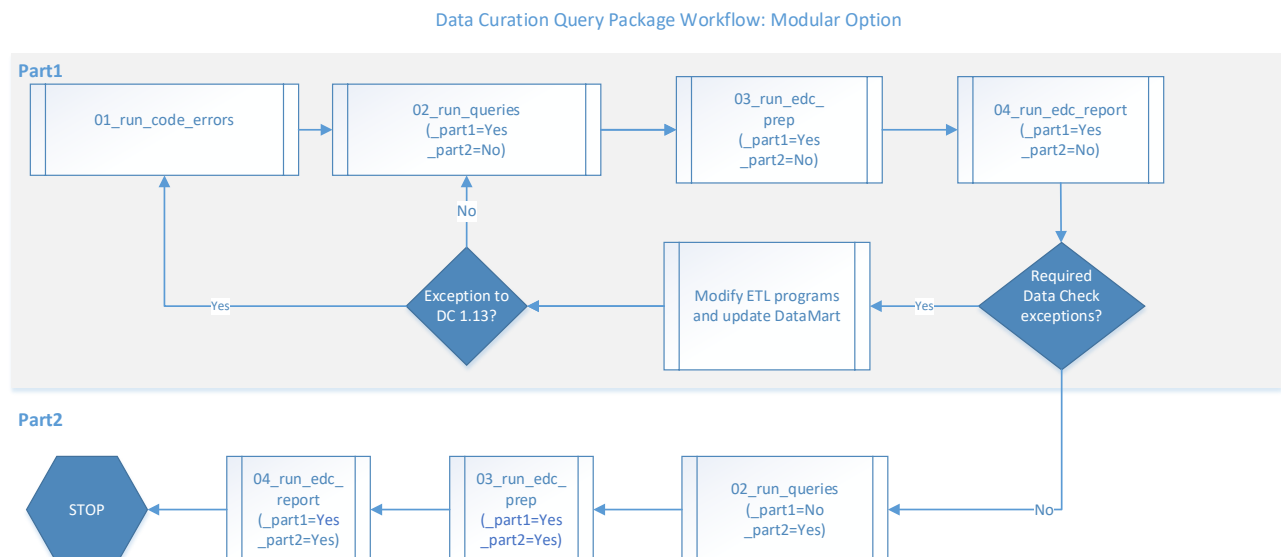 Data Curation Query Package Workflow: Modular Option
Part1
01_run_code_errors
02_run_queries
(_part1=Yes
_part2=No)
03_run_edc_
prep
(_part1=Yes
_part2=No)
04_run_edc_report
(_part1=Yes
_part2=No)
No
Exception to
DC 1.13?
Yes
Modify ETL programs
and update DataMart
Yes
Required
Data Check
exceptions?
Part2
STOP
04_run_edc_
report
(_part1=Yes
_part2=Yes)
03_run_edc_
prep
(_part1=Yes
_part2=Yes)
02_run_queries
(_part1=No
_part2=Yes)
No